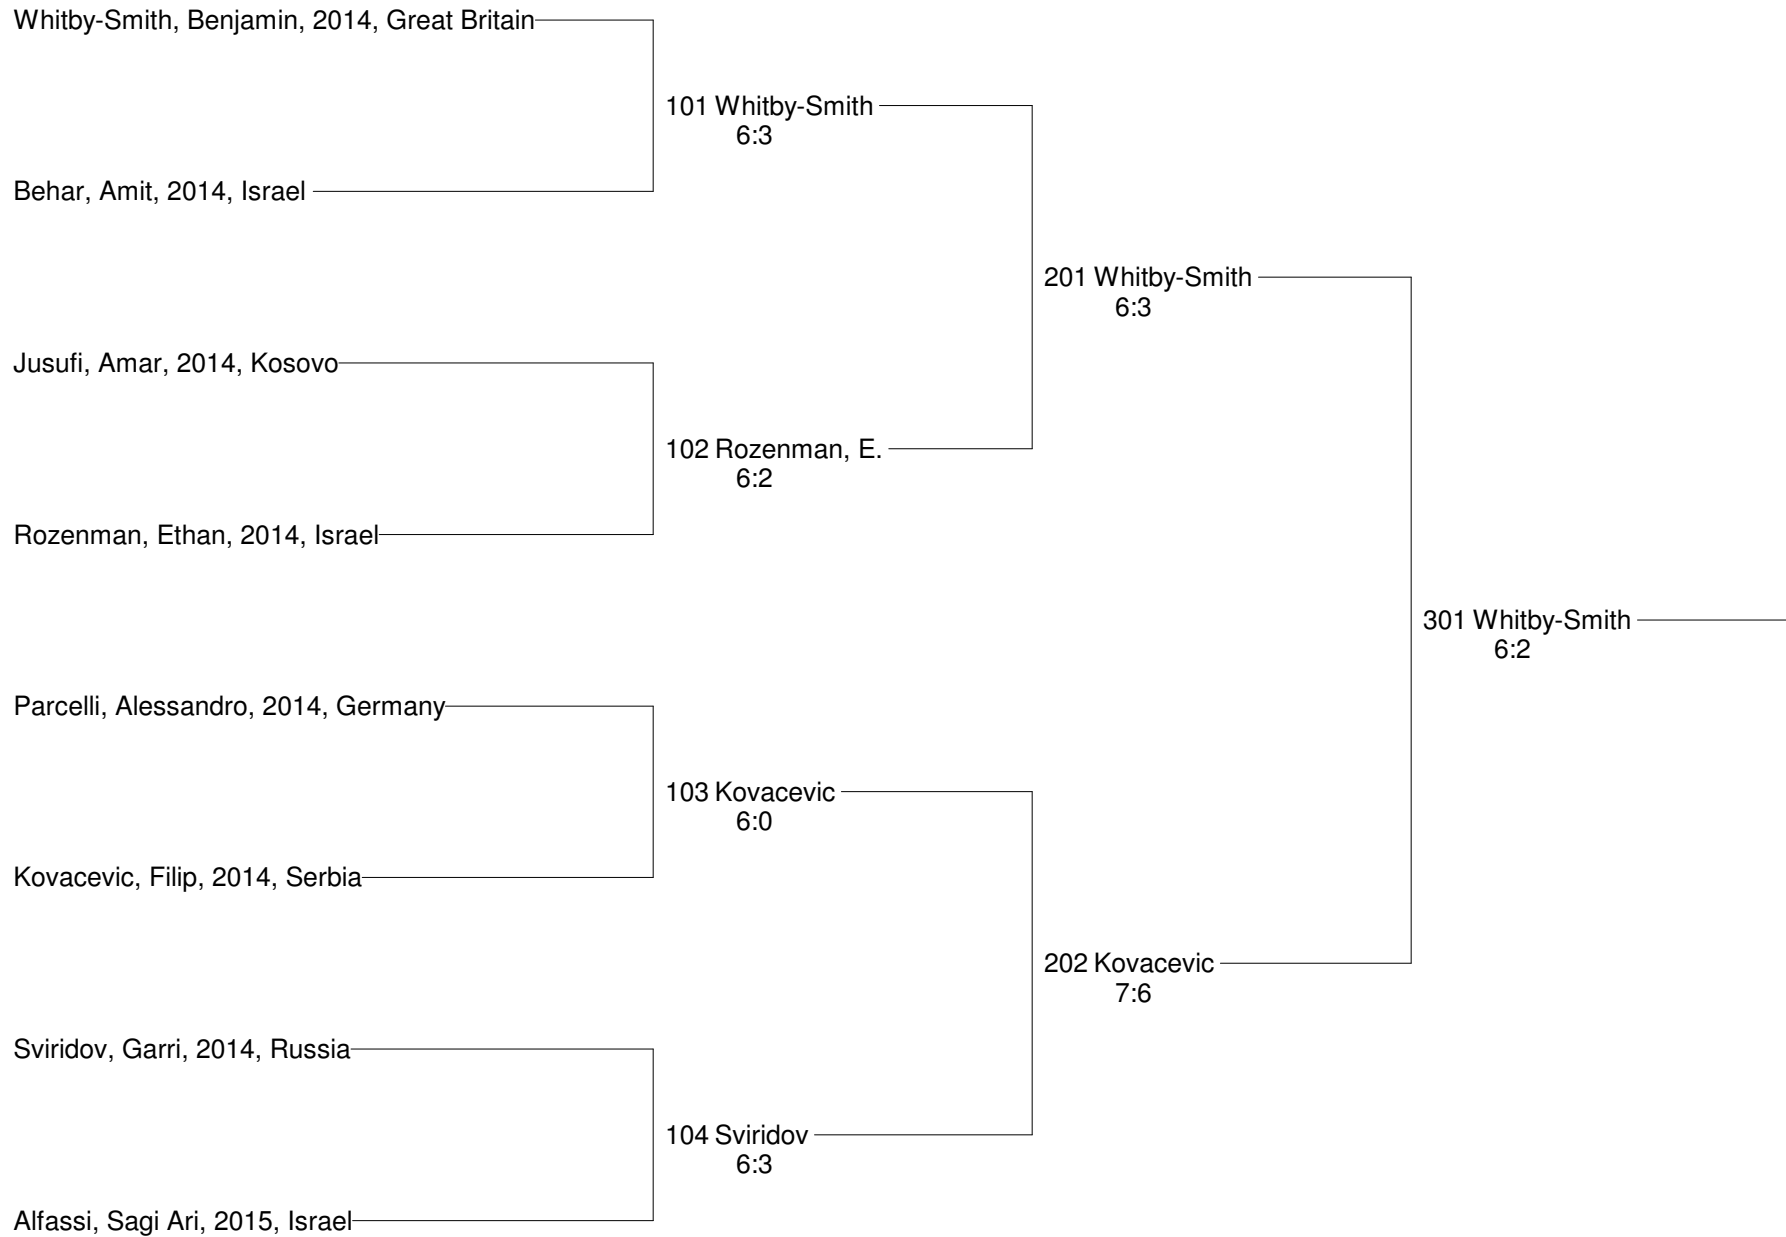 Whitby-Smith, Benjamin, 2014, Great Britain
101 Whitby-Smith
6:3
Behar, Amit, 2014, Israel
201 Whitby-Smith
6:3
Jusufi, Amar, 2014, Kosovo
102 Rozenman, E.
6:2
Rozenman, Ethan, 2014, Israel
301 Whitby-Smith
6:2
Parcelli, Alessandro, 2014, Germany
103 Kovacevic
6:0
Kovacevic, Filip, 2014, Serbia
202 Kovacevic
7:6
Sviridov, Garri, 2014, Russia
104 Sviridov
6:3
Alfassi, Sagi Ari, 2015, Israel